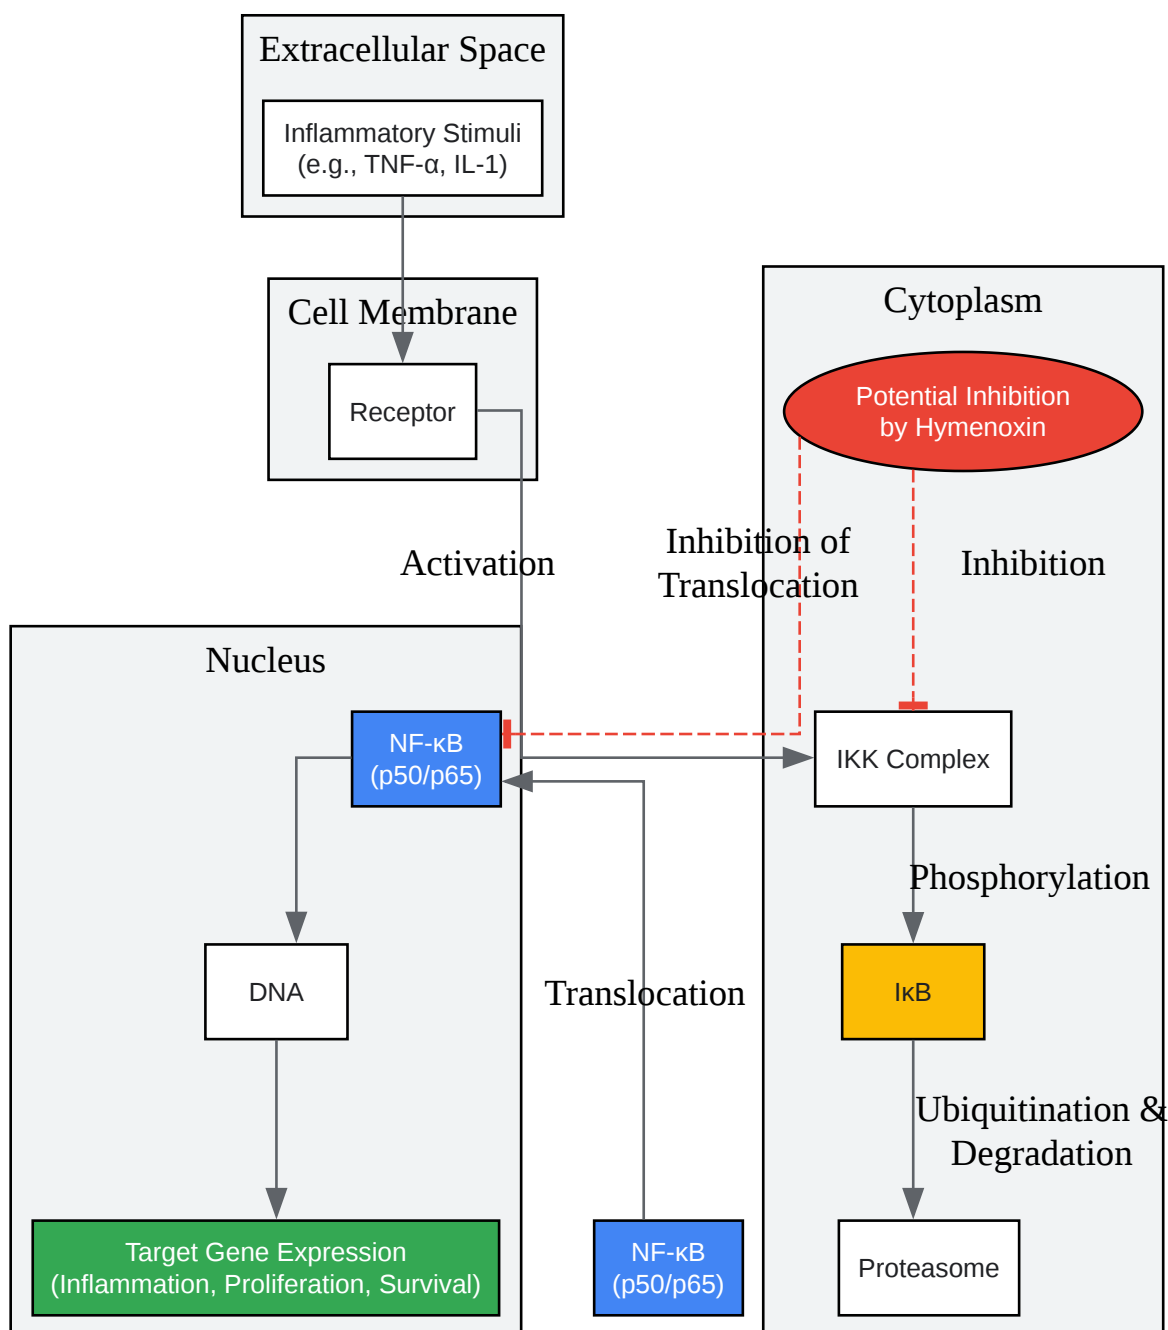 Extracellular Space
Inflammatory Stimuli
(e.g., TNF-α, IL-1)
Cell Membrane
Receptor
Cytoplasm
Potential Inhibition
by Hymenoxin
Activation
Inhibition of
Translocation
Inhibition
Nucleus
NF-κB
(p50/p65)
IKK Complex
Phosphorylation
DNA
Translocation
IκB
Ubiquitination &
Degradation
Target Gene Expression
(Inflammation, Proliferation, Survival)
NF-κB
(p50/p65)
Proteasome